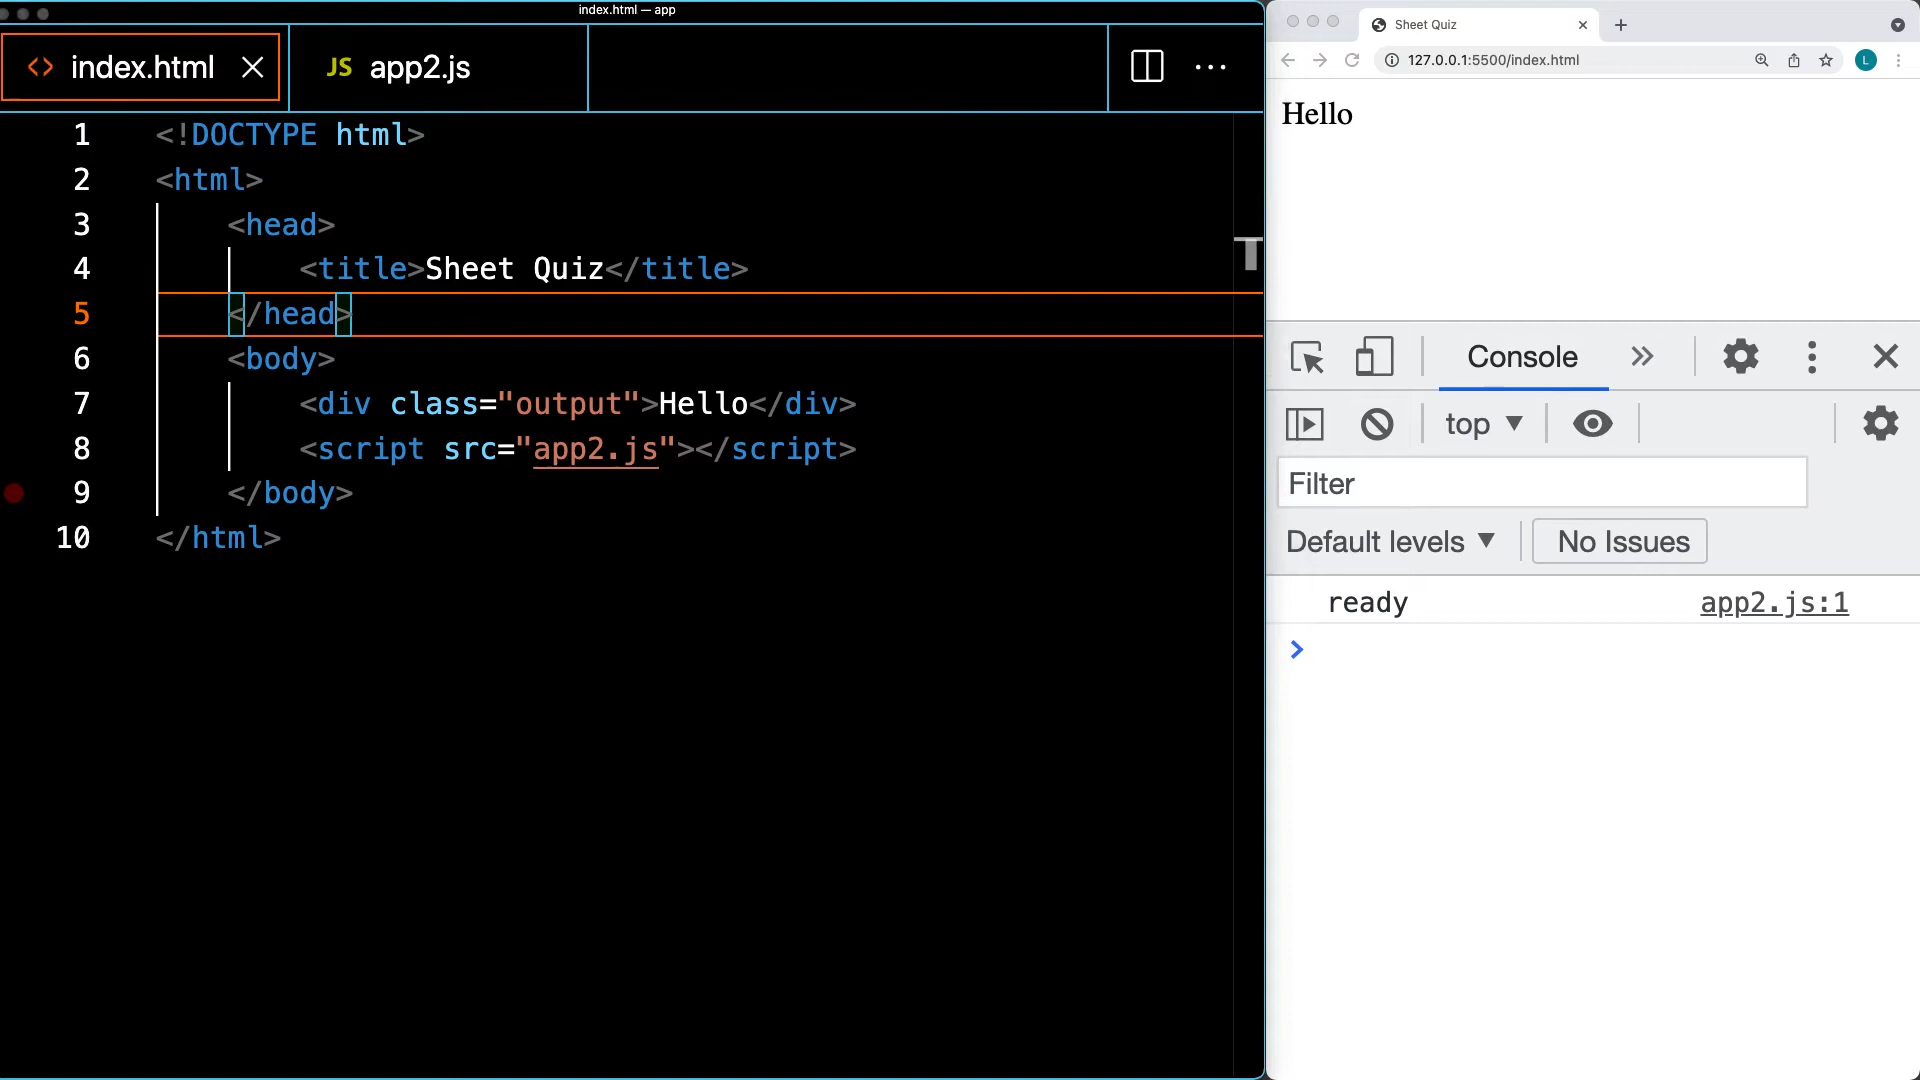 index.html — app
index.html
JS app2.js
1 <!DOCTYPE html>
2 <html>
3 <head>
4 <title>Sheet Quiz</title>
5 </head>
6 <body>
7 <div class="output">Hello</div>
8 <script src="app2.js"></script>
9 </body>
10 </html>
Sheet Quiz
127.0.0.1:5500/index.html
L
Hello
Console
top
Filter
Default levels
No Issues
ready app2.js:1